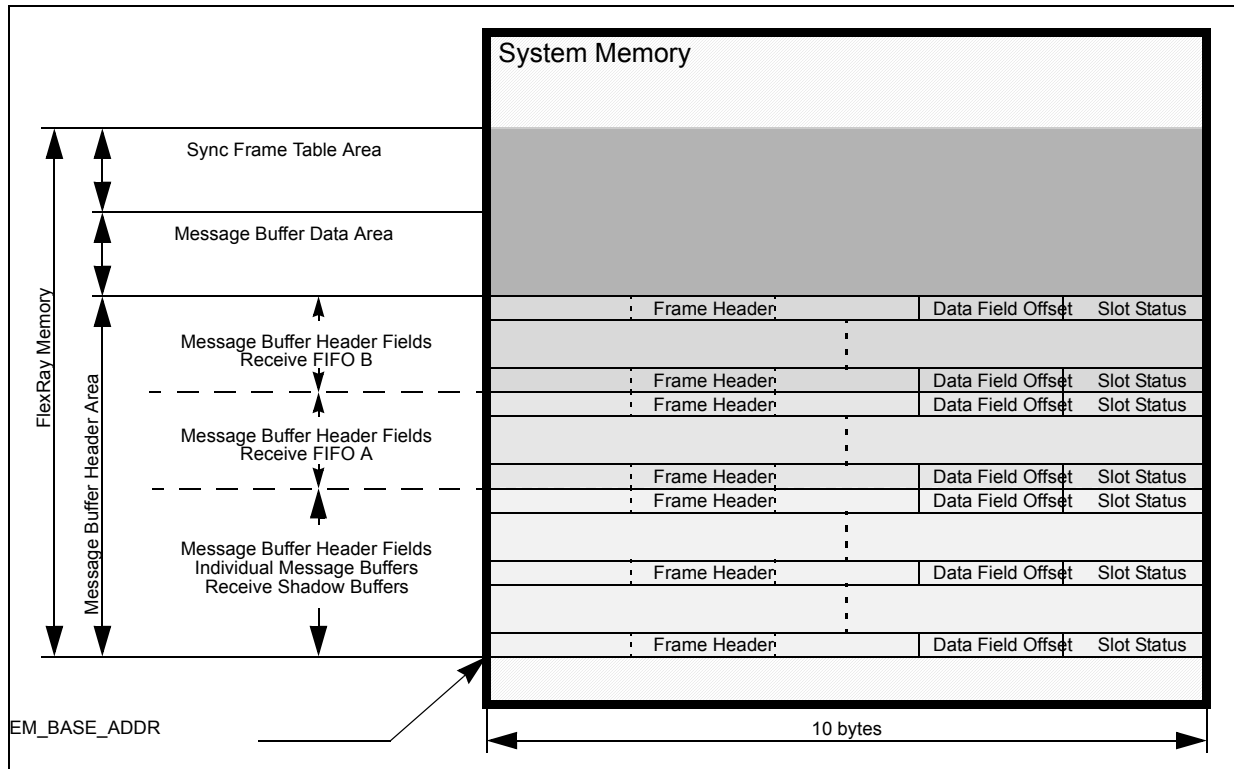 System Memory
Sync Frame Table Area
Message Buffer Data Area
FlexRay Memory
Message Buffer Header Area
Message Buffer Header Fields
Receive FIFO B
Message Buffer Header Fields
Receive FIFO A
Message Buffer Header Fields
Individual Message Buffers
Receive Shadow Buffers
Frame Header Data Field Offset Slot Status
Frame Header Data Field Offset Slot Status
Frame Header Data Field Offset Slot Status
Frame Header Data Field Offset Slot Status
Frame Header Data Field Offset Slot Status
Frame Header Data Field Offset Slot Status
Frame Header Data Field Offset Slot Status
EM_BASE_ADDR
10 bytes